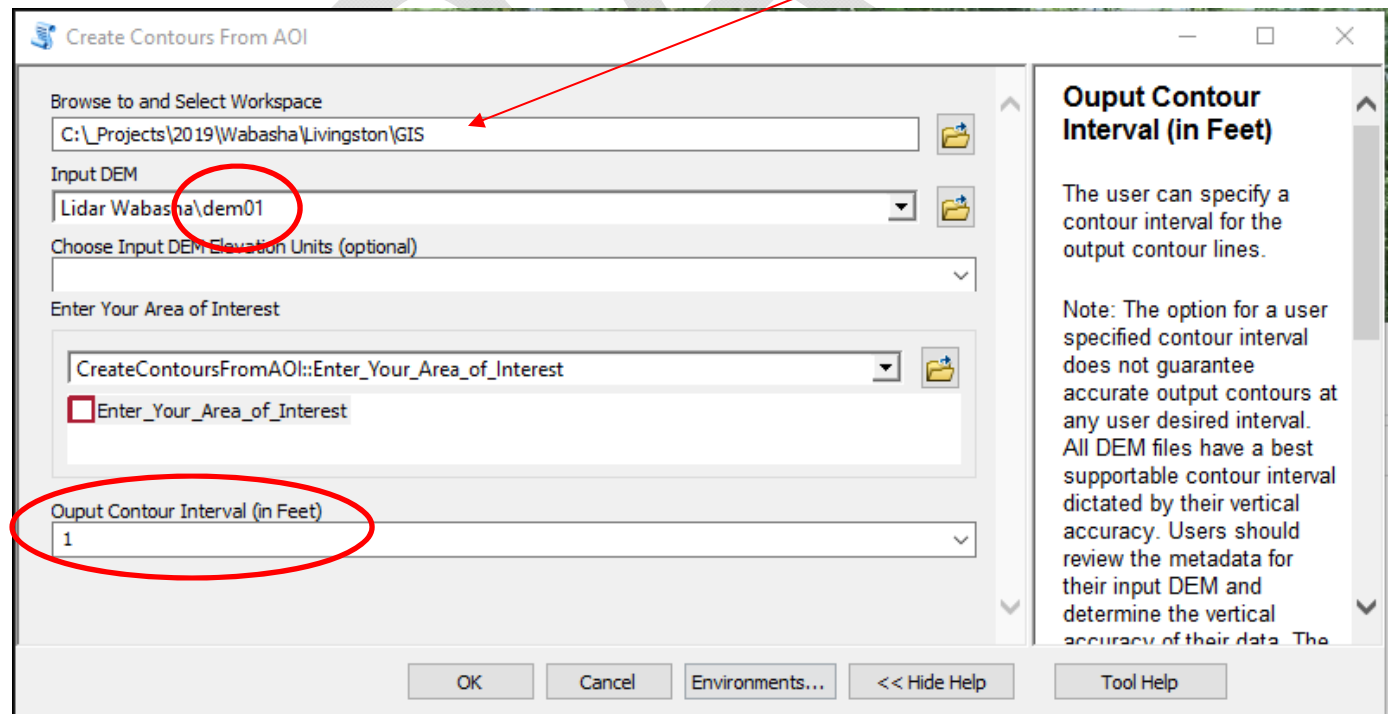 Create Contours From AOI
Browse to and Select Workspace
C:\_Projects\2019\Wabasha\Livingston\GIS
Input DEM
Lidar Wabasha\dem01
Choose Input DEM Elevation Units (optional)
Enter Your Area of Interest
CreateContoursFromAOI::Enter_Your_Area_of_Interest
Enter_Your_Area_of_Interest
Ouput Contour Interval (in Feet)
1
OK
Cancel
Environments...
<< Hide Help
Ouput Contour
Interval (in Feet)
The user can specify a
contour interval for the
output contour lines.
Note: The option for a user
specified contour interval
does not guarantee
accurate output contours at
any user desired interval.
All DEM files have a best
supportable contour interval
dictated by their vertical
accuracy. Users should
review the metadata for
their input DEM and
determine the vertical
accuracy of their data. The
Tool Help